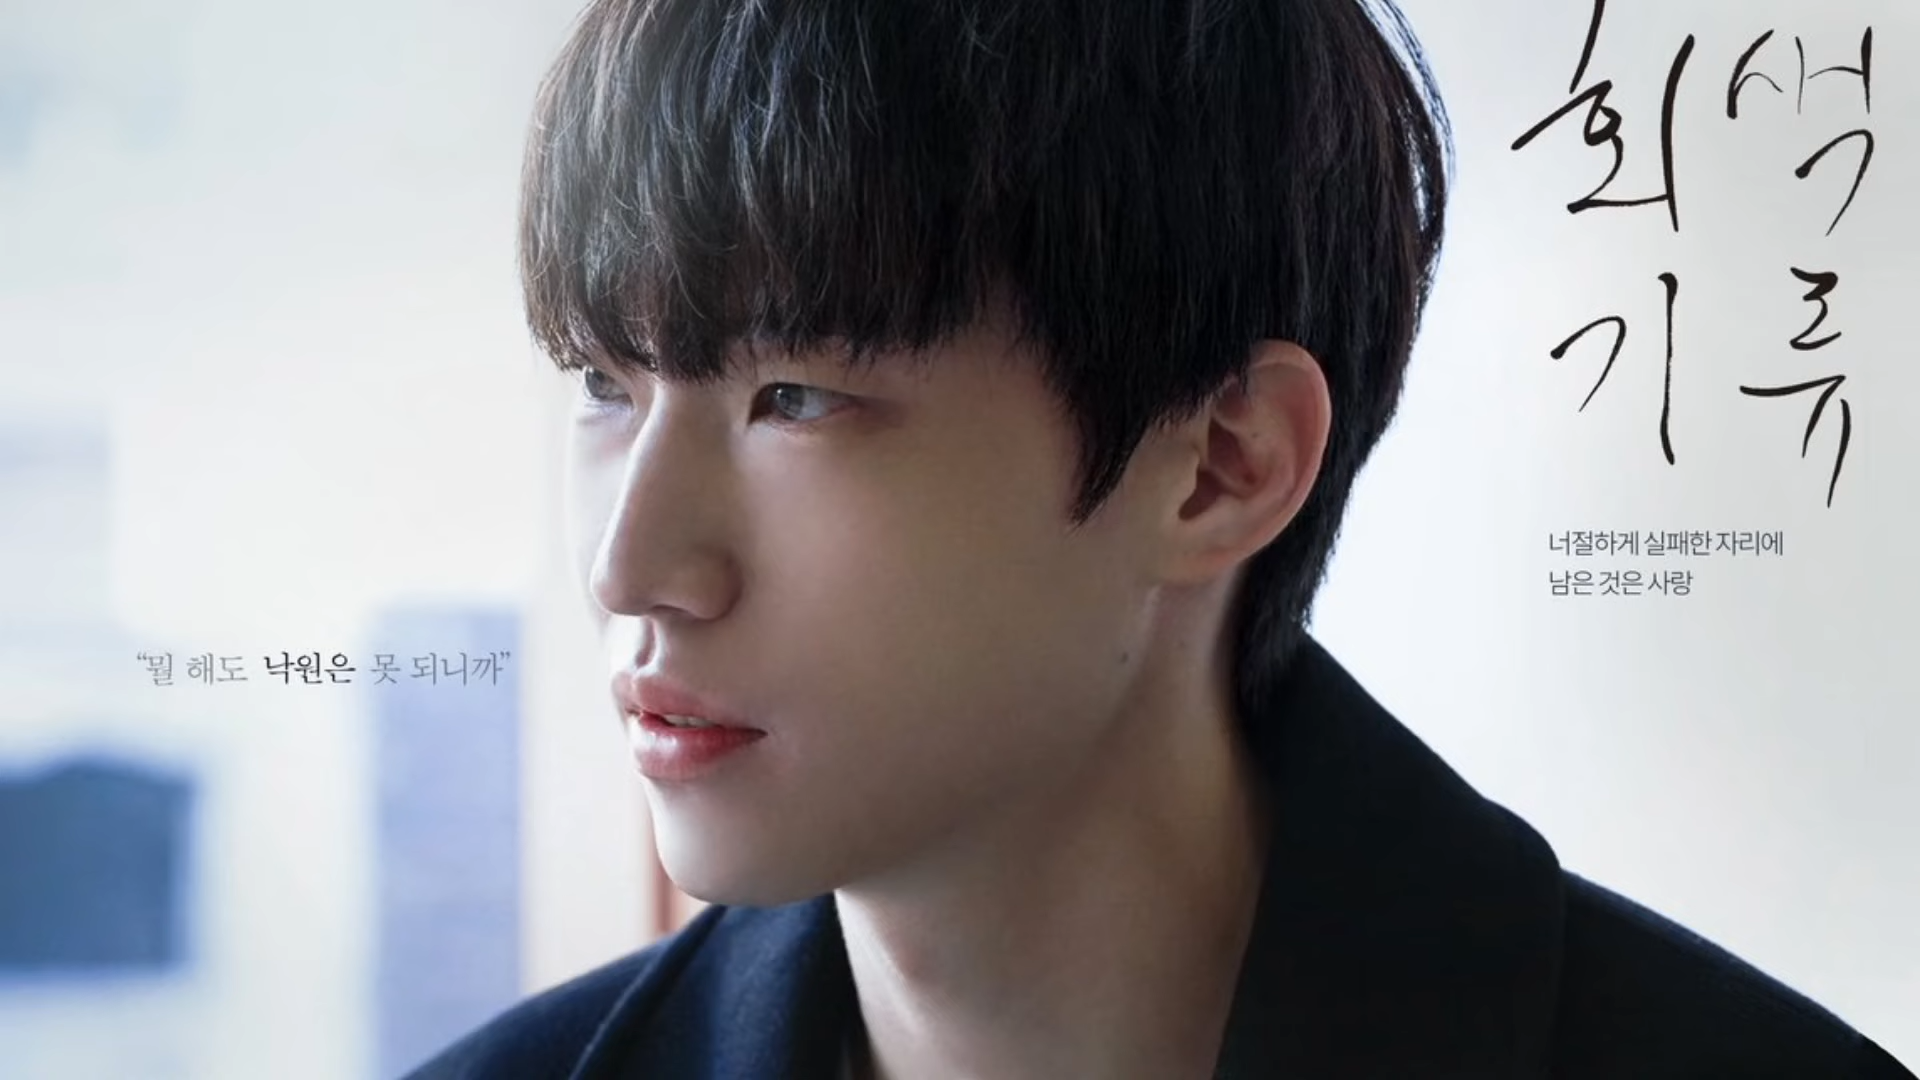 회색
기류
너절하게 실패한 자리에
남은 것은 사랑
“뭘 해도 낙원은 못 되니까”